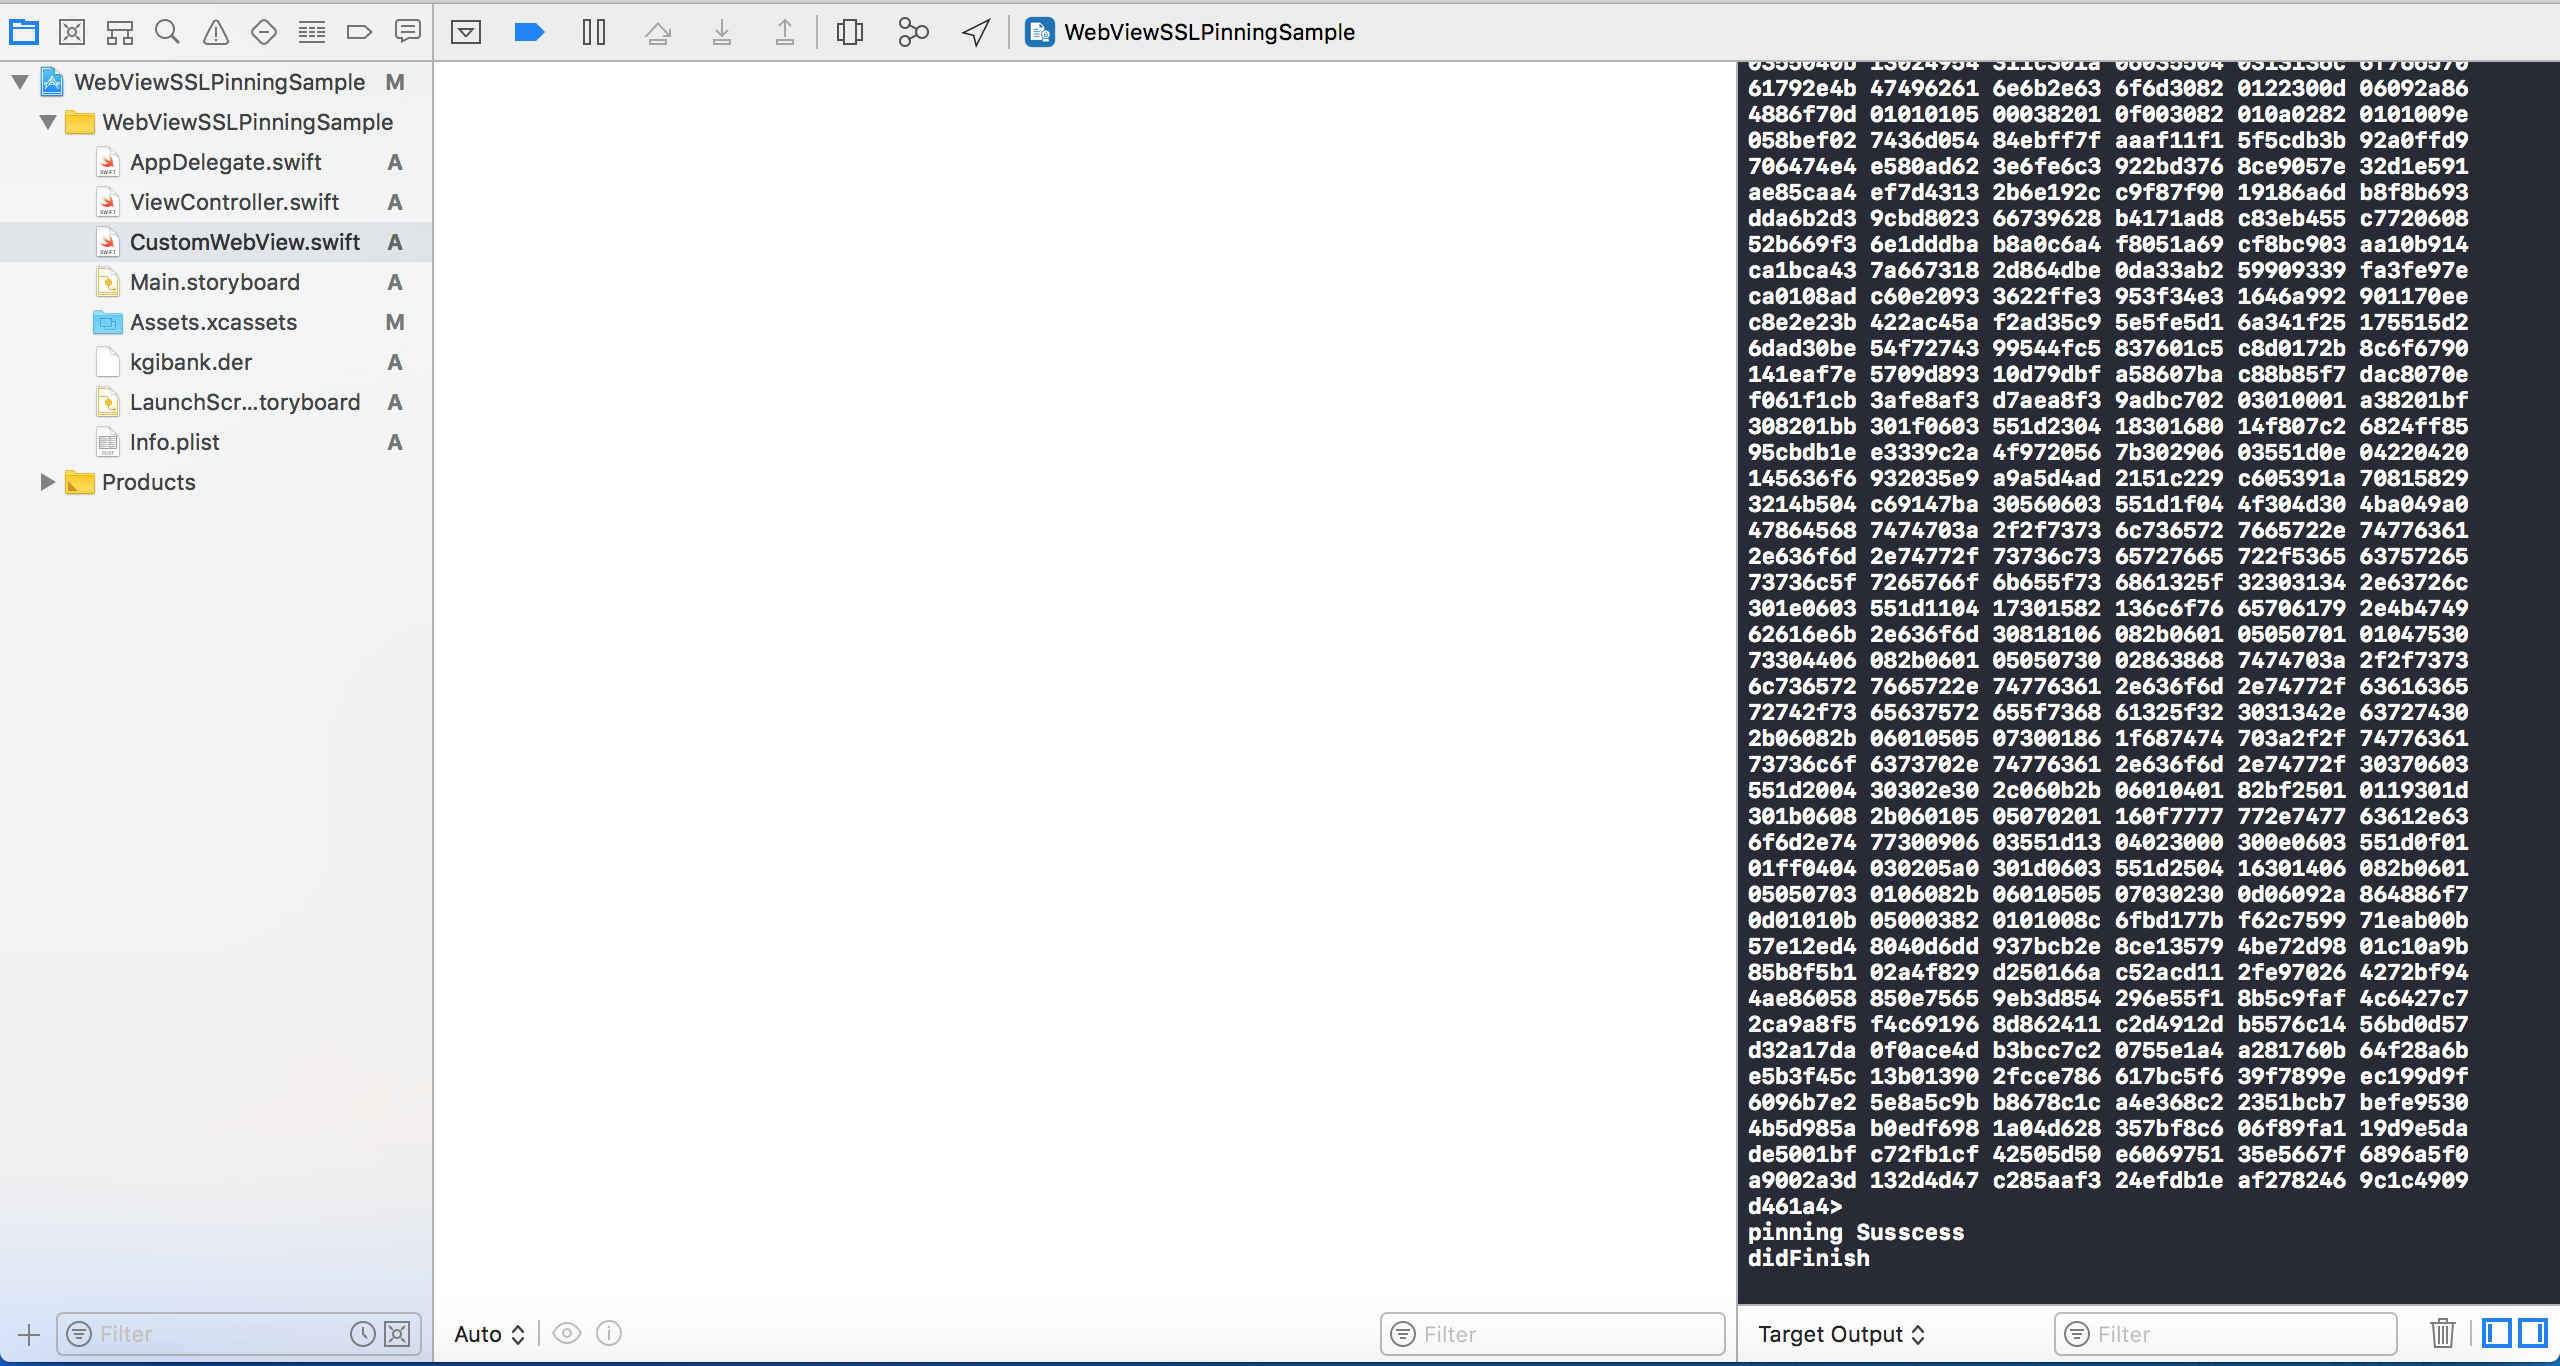 WebViewSSLPinningSample
WebViewSSLPinningSample M
WebViewSSLPinningSample
AppDelegate.swift A
ViewController.swift A
CustomWebView.swift A
Main.storyboard A
Assets.xcassets M
kgibank.der A
LaunchScr...toryboard A
Info.plist A
Products
Filter
Auto
Filter
0355040b 13024954 311c301a 06035504 0313136c 6f766570
61792e4b 47496261 6e6b2e63 6f6d3082 0122300d 06092a86
4886f70d 01010105 00038201 0f003082 010a0282 0101009e
058bef02 7436d054 84ebff7f aaaf11f1 5f5cdb3b 92a0ffd9
706474e4 e580ad62 3e6fe6c3 922bd376 8ce9057e 32d1e591
ae85caa4 ef7d4313 2b6e192c c9f87f90 19186a6d b8f8b693
dda6b2d3 9cbd8023 66739628 b4171ad8 c83eb455 c7720608
52b669f3 6e1dddba b8a0c6a4 f8051a69 cf8bc903 aa10b914
ca1bca43 7a667318 2d864dbe 0da33ab2 59909339 fa3fe97e
ca0108ad c60e2093 3622ffe3 953f34e3 1646a992 901170ee
c8e2e23b 422ac45a f2ad35c9 5e5fe5d1 6a341f25 175515d2
6dad30be 54f72743 99544fc5 837601c5 c8d0172b 8c6f6790
141eaf7e 5709d893 10d79dbf a58607ba c88b85f7 dac8070e
f061f1cb 3afe8af3 d7aea8f3 9adbc702 03010001 a38201bf
308201bb 301f0603 551d2304 18301680 14f807c2 6824ff85
95cbdb1e e3339c2a 4f972056 7b302906 03551d0e 04220420
145636f6 932035e9 a9a5d4ad 2151c229 c605391a 70815829
3214b504 c69147ba 30560603 551d1f04 4f304d30 4ba049a0
47864568 7474703a 2f2f7373 6c736572 7665722e 74776361
2e636f6d 2e74772f 73736c73 65727665 722f5365 63757265
73736c5f 7265766f 6b655f73 6861325f 32303134 2e63726c
301e0603 551d1104 17301582 136c6f76 65706179 2e4b4749
62616e6b 2e636f6d 30818106 082b0601 05050701 01047530
73304406 082b0601 05050730 02863868 7474703a 2f2f7373
6c736572 7665722e 74776361 2e636f6d 2e74772f 63616365
72742f73 65637572 655f7368 61325f32 3031342e 63727430
2b06082b 06010505 07300186 1f687474 703a2f2f 74776361
73736c6f 6373702e 74776361 2e636f6d 2e74772f 30370603
551d2004 30302e30 2c060b2b 06010401 82bf2501 0119301d
301b0608 2b060105 05070201 160f7777 772e7477 63612e63
6f6d2e74 77300906 03551d13 04023000 300e0603 551d0f01
01ff0404 030205a0 301d0603 551d2504 16301406 082b0601
05050703 0106082b 06010505 07030230 0d06092a 864886f7
0d01010b 05000382 0101008c 6fbd177b f62c7599 71eab00b
57e12ed4 8040d6dd 937bcb2e 8ce13579 4be72d98 01c10a9b
85b8f5b1 02a4f829 d250166a c52acd11 2fe97026 4272bf94
4ae86058 850e7565 9eb3d854 296e55f1 8b5c9faf 4c6427c7
2ca9a8f5 f4c69196 8d862411 c2d4912d b5576c14 56bd0d57
d32a17da 0f0ace4d b3bcc7c2 0755e1a4 a281760b 64f28a6b
e5b3f45c 13b01390 2fcce786 617bc5f6 39f7899e ec199d9f
6096b7e2 5e8a5c9b b8678c1c a4e368c2 2351bcb7 befe9530
4b5d985a b0edf698 1a04d628 357bf8c6 06f89fa1 19d9e5da
de5001bf c72fb1cf 42505d50 e6069751 35e5667f 6896a5f0
a9002a3d 132d4d47 c285aaf3 24efdb1e af278246 9c1c4909
d461a4>
pinning Susscess
didFinish
Target Output
Filter